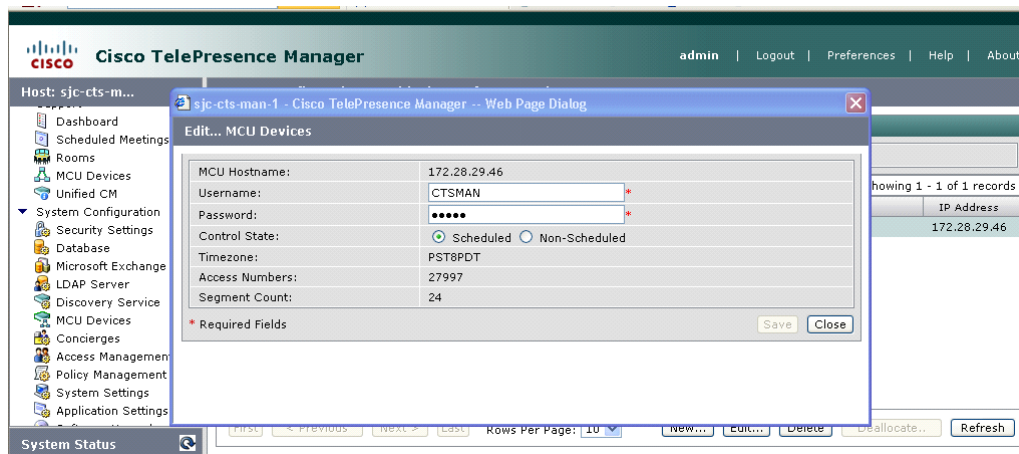 CISCO
Cisco TelePresence Manager
admin | Logout | Preferences | Help | About
Host: sjc-cts-m...
Dashboard
Scheduled Meetings
Rooms
MCU Devices
Unified CM
System Configuration
Security Settings
Database
Microsoft Exchange
LDAP Server
Discovery Service
MCU Devices
Concierges
Access Managemen
Policy Management
System Settings
Application Settings
System Status
sjc-cts-man-1 - Cisco TelePresence Manager -- Web Page Dialog
Edit... MCU Devices
MCU Hostname: 172.28.29.46
Username: CTSMAN *
Password: ••••• *
Control State: Scheduled Non-Scheduled
Timezone: PST8PDT
Access Numbers: 27997
Segment Count: 24
* Required Fields
Save Close
howing 1 - 1 of 1 records
IP Address
172.28.29.46
First < Previous Next > Last Rows Per Page: 10 New... Edit... Delete Deallocate.. Refresh